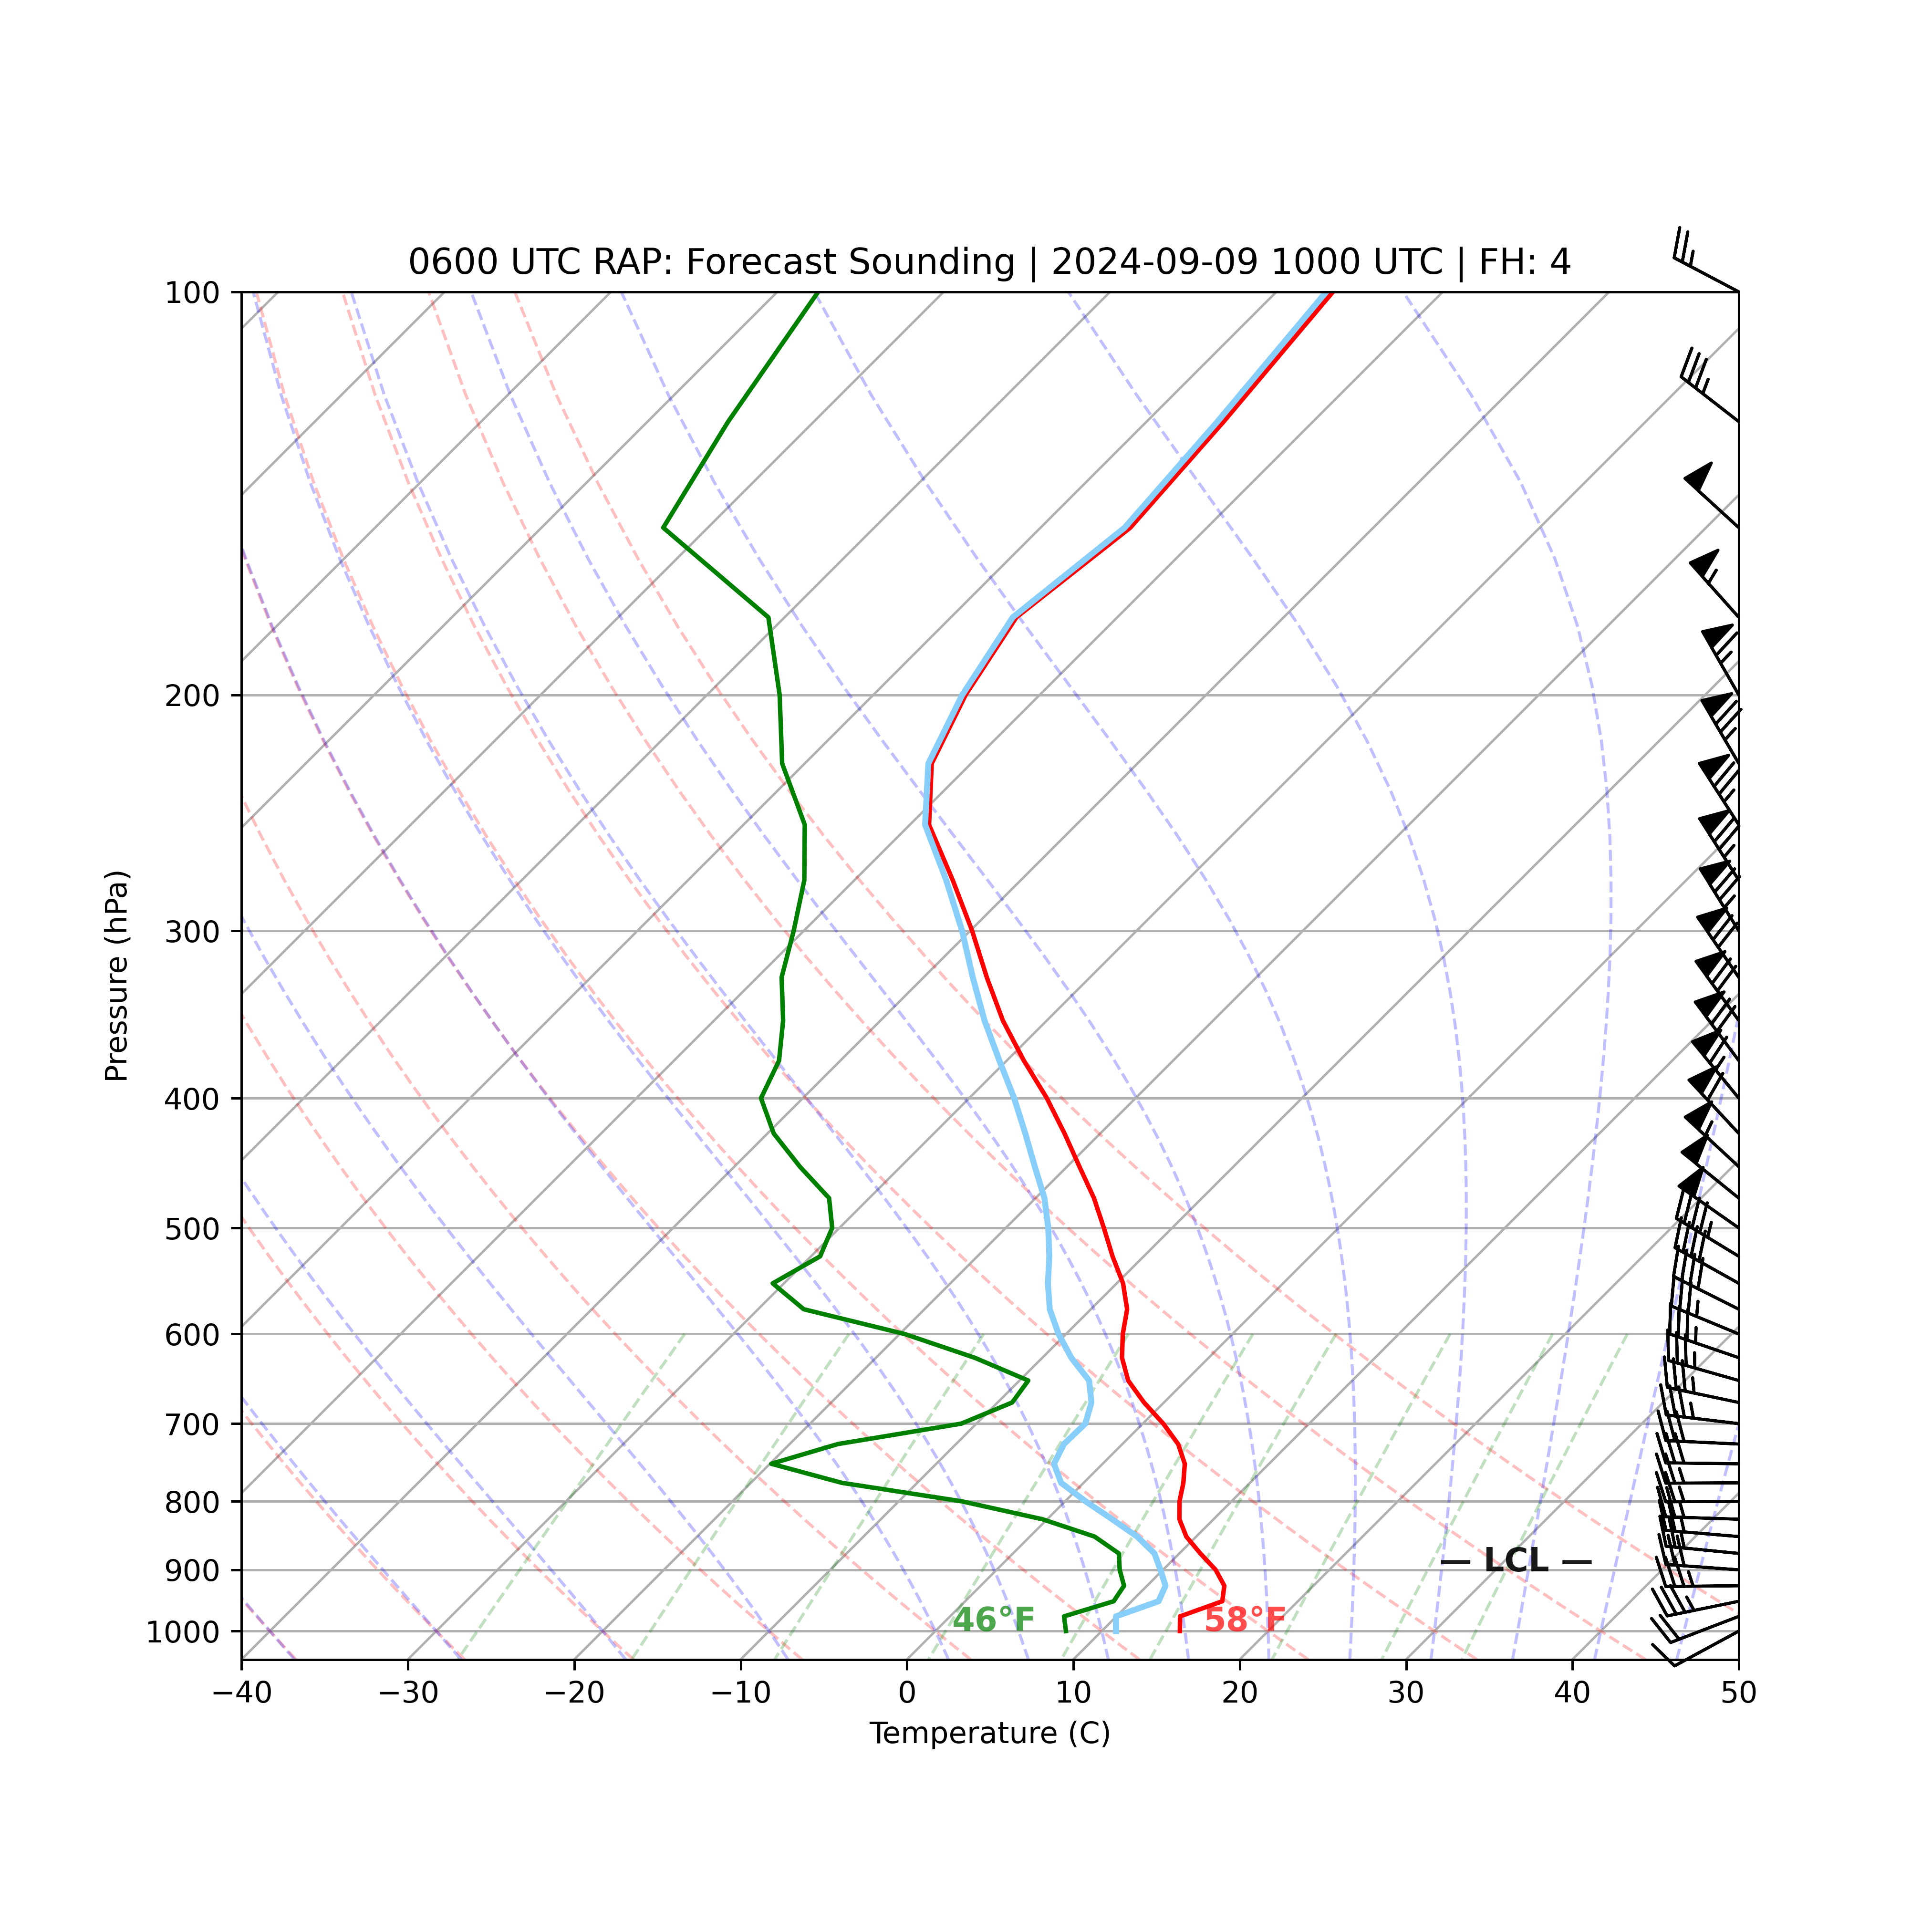 0600 UTC RAP: Forecast Sounding | 2024-09-09 1000 UTC | FH: 4
100
200
300
400
500
600
700
800
900
1000
Pressure (hPa)
— LCL —
46°F
58°F
−40 −30 −20 −10 0 10 20 30 40 50
Temperature (C)